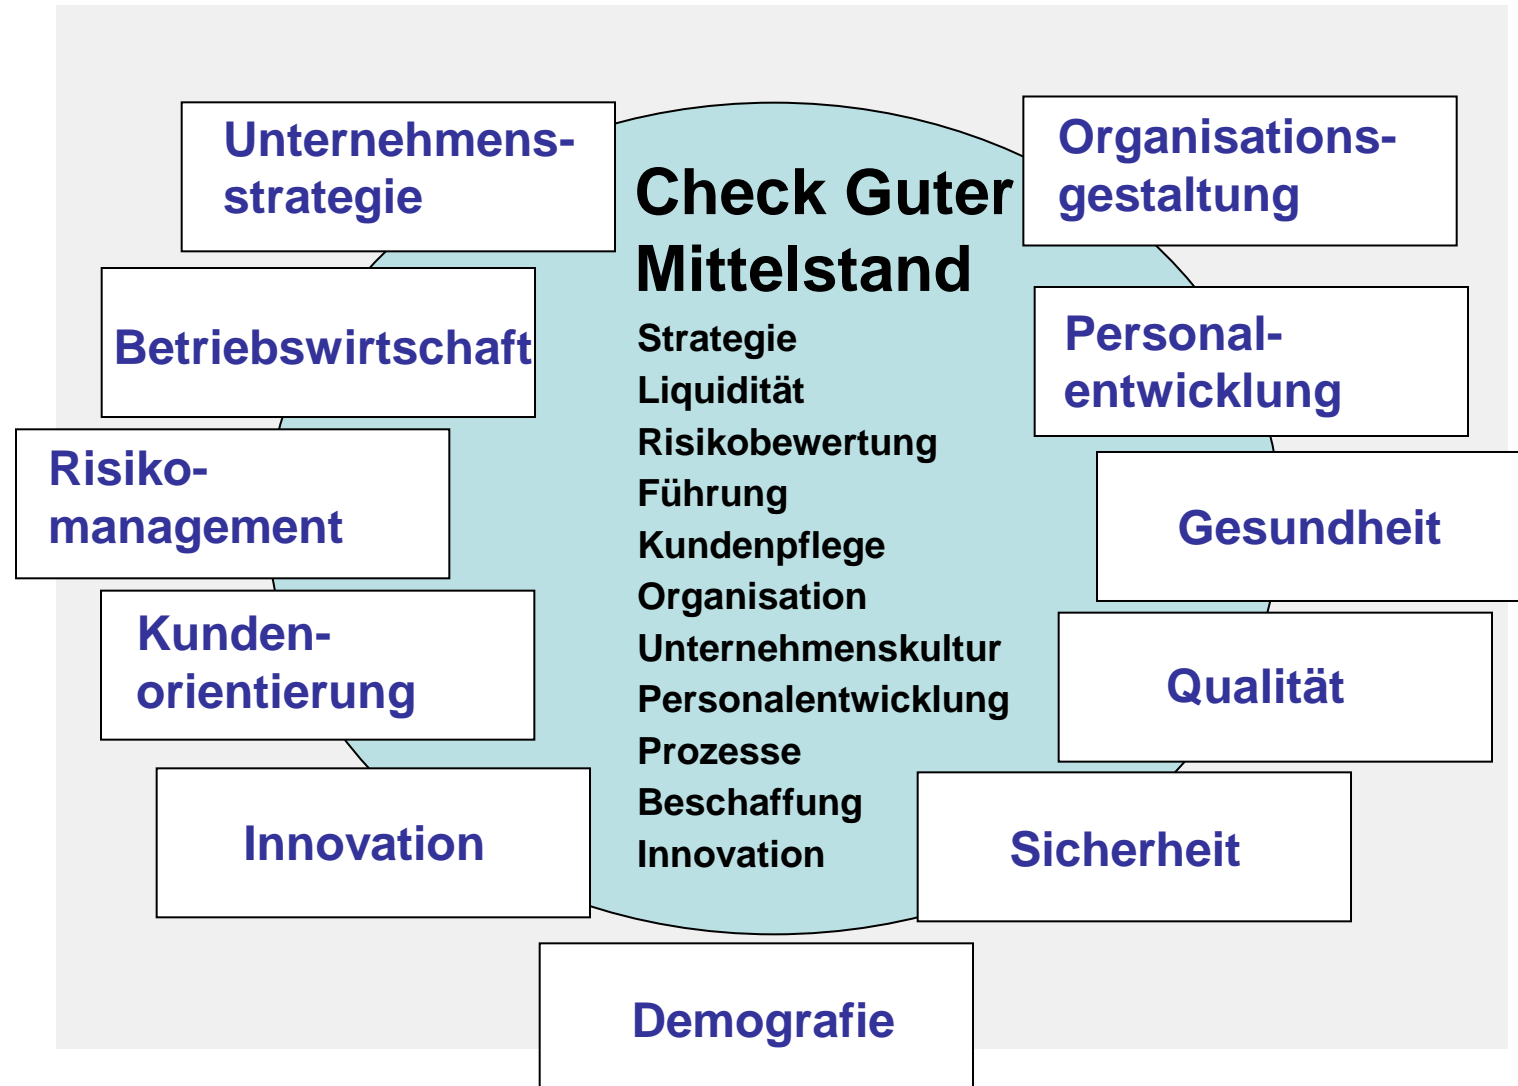 Unternehmens-
strategie
Betriebswirtschaft
Risiko-
management
Kunden-
orientierung
Innovation
Check Guter
Mittelstand
Strategie
Liquidität
Risikobewertung
Führung
Kundenpflege
Organisation
Unternehmenskultur
Personalentwicklung
Prozesse
Beschaffung
Innovation
Organisations-
gestaltung
Personal-
entwicklung
Gesundheit
Qualität
Sicherheit
Demografie